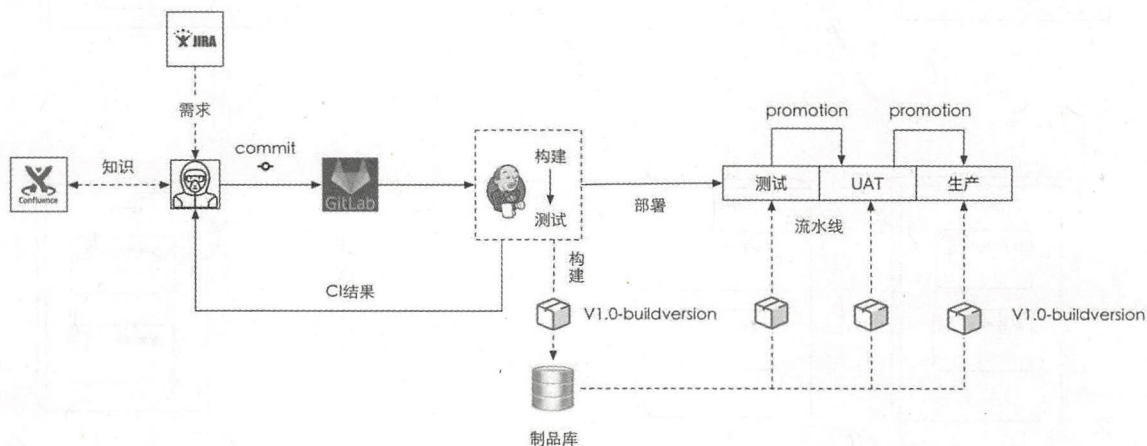 JIRA
需求
promotion
promotion
知识
commit
构建
Confluence
GitLab
测试
测试
UAT
生产
部署
流水线
构建
CI结果
V1.0-buildversion
V1.0-buildversion
制品库